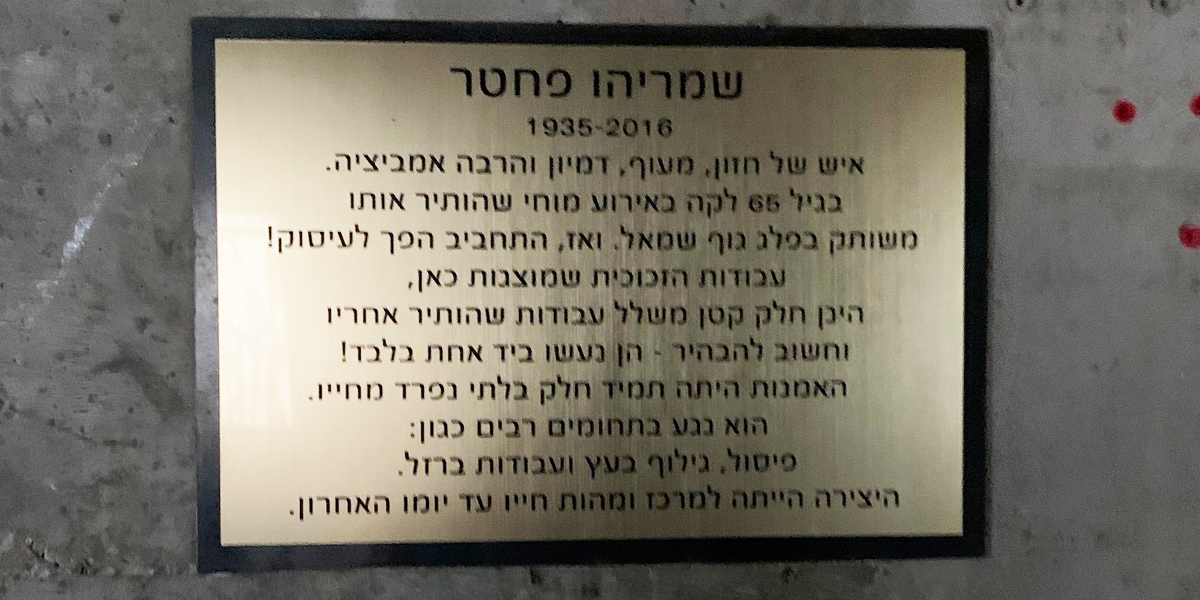 שמריהו פחטר
1935-2016
איש של חזון, מעוף, דמיון והרבה אמביציה.
בגיל 65 לקה באירוע מוחי שהותיר אותו
משותק בפלג גוף שמאל. ואז, התחביב הפך לעיסוק!
עבודות הזכוכית שמוצגות כאן,
הינן חלק קטן משלל עבודות שהותיר אחריו
וחשוב להבהיר - הן נעשו ביד אחת בלבד!
האמנות היתה תמיד חלק בלתי נפרד מחייו.
הוא נגע בתחומים רבים כגון:
פיסול, גילוף בעץ ועבודות ברזל.
היצירה הייתה למרכז ומהות חייו עד יומו האחרון.